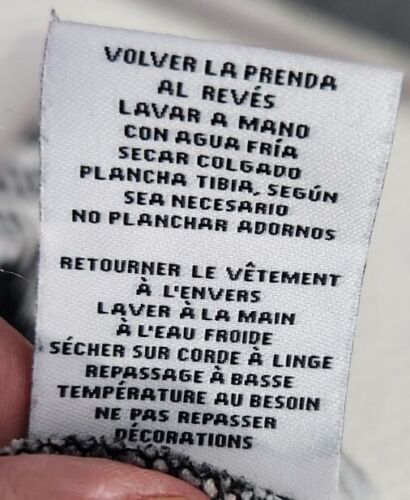 VOLVER LA PRENDA
AL REVÉS
LAVAR A MANO
CON AGUA FRÍA
SECAR COLGADO
PLANCHA TIBIA, SEGÚN
SEA NECESARIO
NO PLANCHAR ADORNOS
RETOURNER LE VÊTEMENT
À L'ENVERS
LAVER À LA MAIN
À L'EAU FROIDE
SÉCHER SUR CORDE À LINGE
REPASSAGE À BASSE
TEMPÉRATURE AU BESOIN
NE PAS REPASSER
DÉCORATIONS